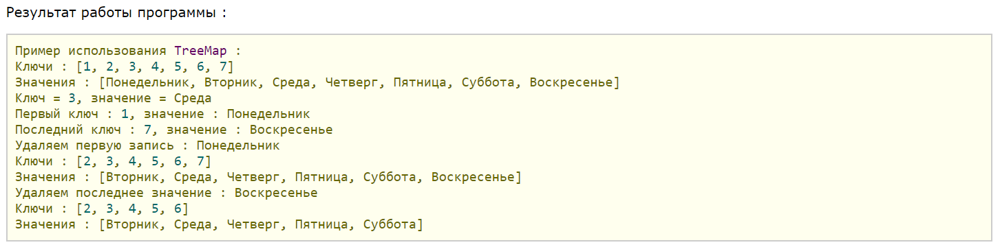 Результат работы программы :
Пример использования TreeMap :
Ключи : [1, 2, 3, 4, 5, 6, 7]
Значения : [Понедельник, Вторник, Среда, Четверг, Пятница, Суббота, Воскресенье]
Ключ = 3, значение = Среда
Первый ключ : 1, значение : Понедельник
Последний ключ : 7, значение : Воскресенье
Удаляем первую запись : Понедельник
Ключи : [2, 3, 4, 5, 6, 7]
Значения : [Вторник, Среда, Четверг, Пятница, Суббота, Воскресенье]
Удаляем последнее значение : Воскресенье
Ключи : [2, 3, 4, 5, 6]
Значения : [Вторник, Среда, Четверг, Пятница, Суббота]